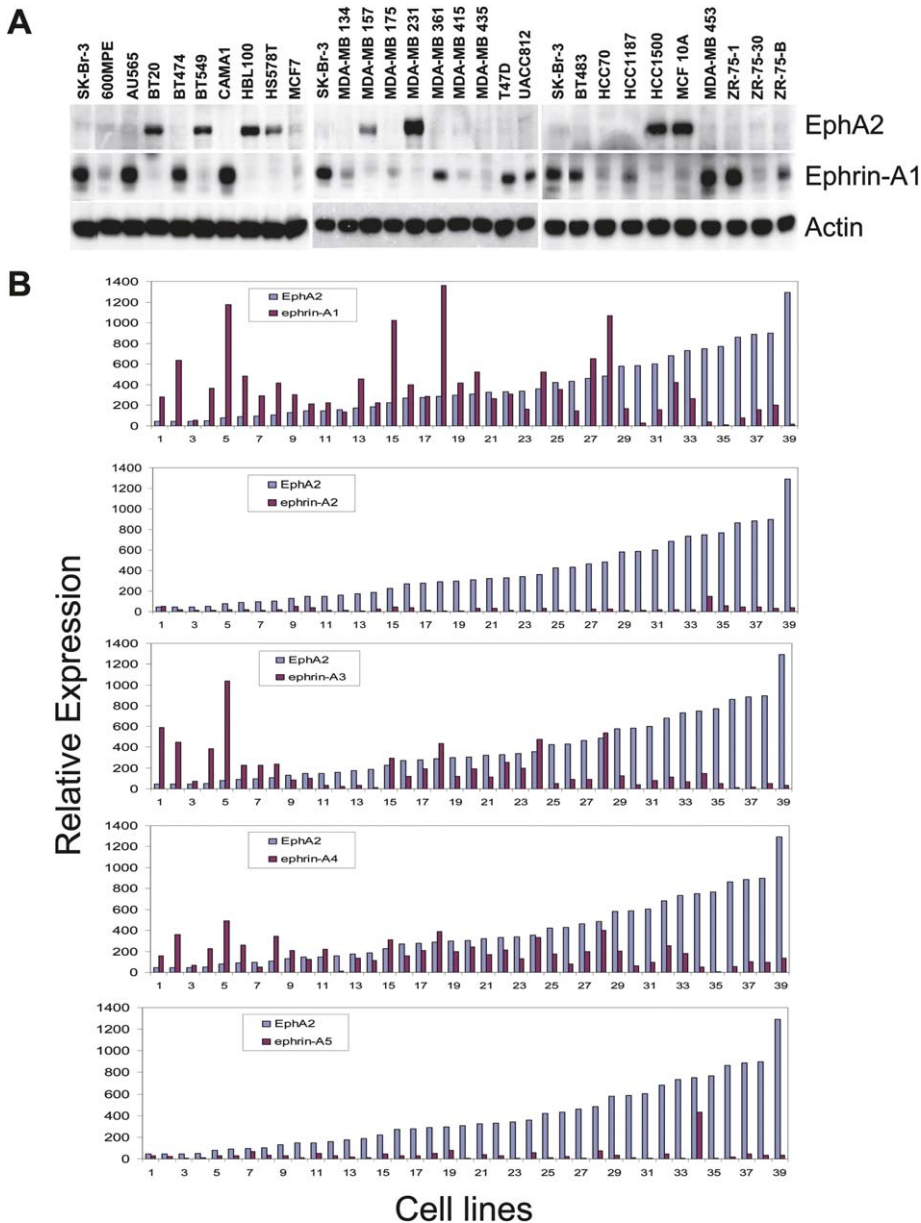 A
SK-Br-3
600MPE
AU565
BT20
BT474
BT549
CAMA1
HBL100
HS578T
MCF7
SK-Br-3
MDA-MB 134
MDA-MB 157
MDA-MB 175
MDA-MB 231
MDA-MB 361
MDA-MB 415
MDA-MB 435
T47D
UACC812
SK-Br-3
BT483
HCC70
HCC1187
HCC1500
MCF 10A
MDA-MB 453
ZR-75-1
ZR-75-30
ZR-75-B
EphA2
Ephrin-A1
Actin
B
Relative Expression
1400
1200
1000
800
600
400
200
0
EphA2
ephrin-A1
1 3 5 7 9 11 13 15 17 19 21 23 25 27 29 31 33 35 37 39
1400
1200
1000
800
600
400
200
0
EphA2
ephrin-A2
1 3 5 7 9 11 13 15 17 19 21 23 25 27 29 31 33 35 37 39
1400
1200
1000
800
600
400
200
0
EphA2
ephrin-A3
1 3 5 7 9 11 13 15 17 19 21 23 25 27 29 31 33 35 37 39
1400
1200
1000
800
600
400
200
0
EphA2
ephrin-A4
1 3 5 7 9 11 13 15 17 19 21 23 25 27 29 31 33 35 37 39
1400
1200
1000
800
600
400
200
0
EphA2
ephrin-A5
1 3 5 7 9 11 13 15 17 19 21 23 25 27 29 31 33 35 37 39
Cell lines